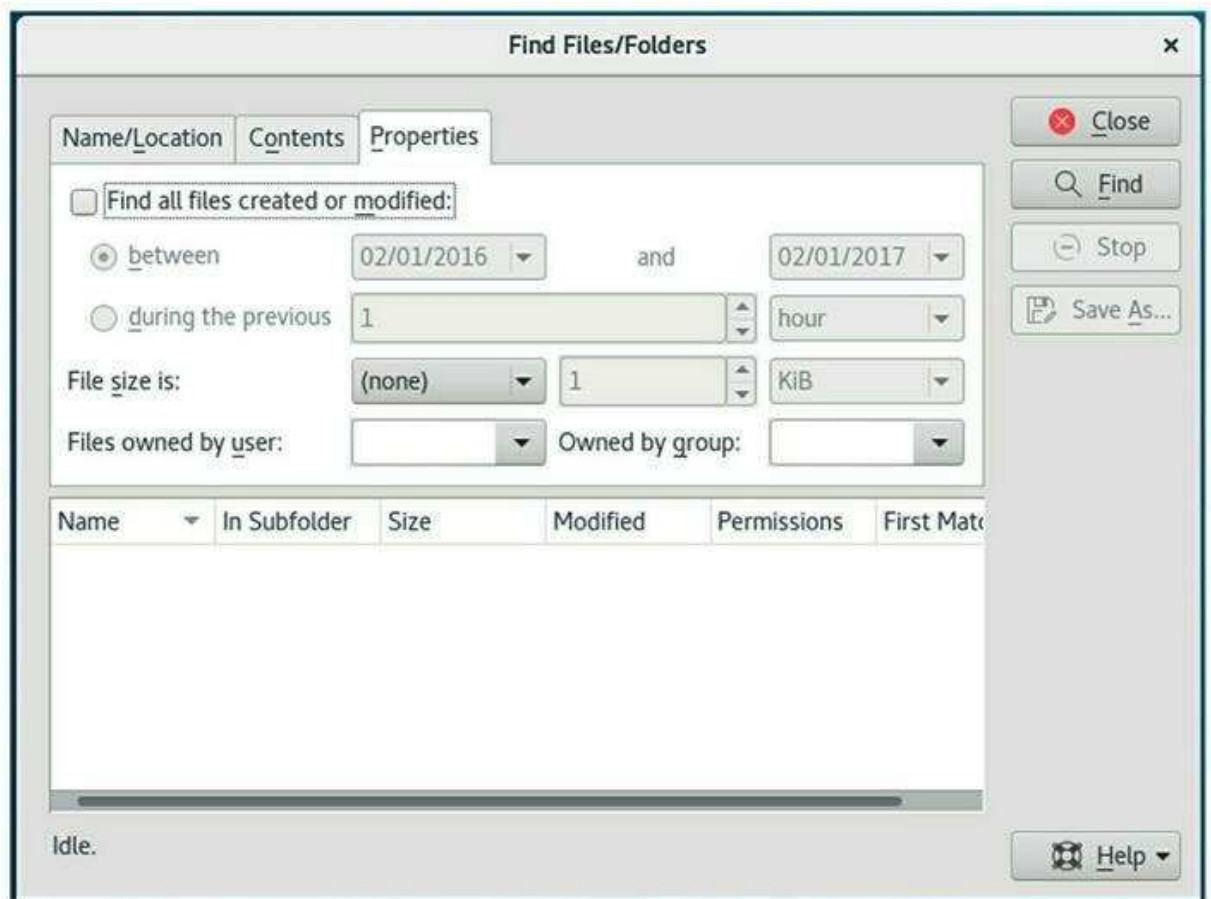 Find Files/Folders
Name/Location Contents Properties
Close
Find all files created or modified:
Find
between 02/01/2016 and 02/01/2017
Stop
during the previous 1 hour
Save As...
File size is: (none) 1 KiB
Files owned by user: Owned by group:
Name In Subfolder Size Modified Permissions First Matc
Idle.
Help